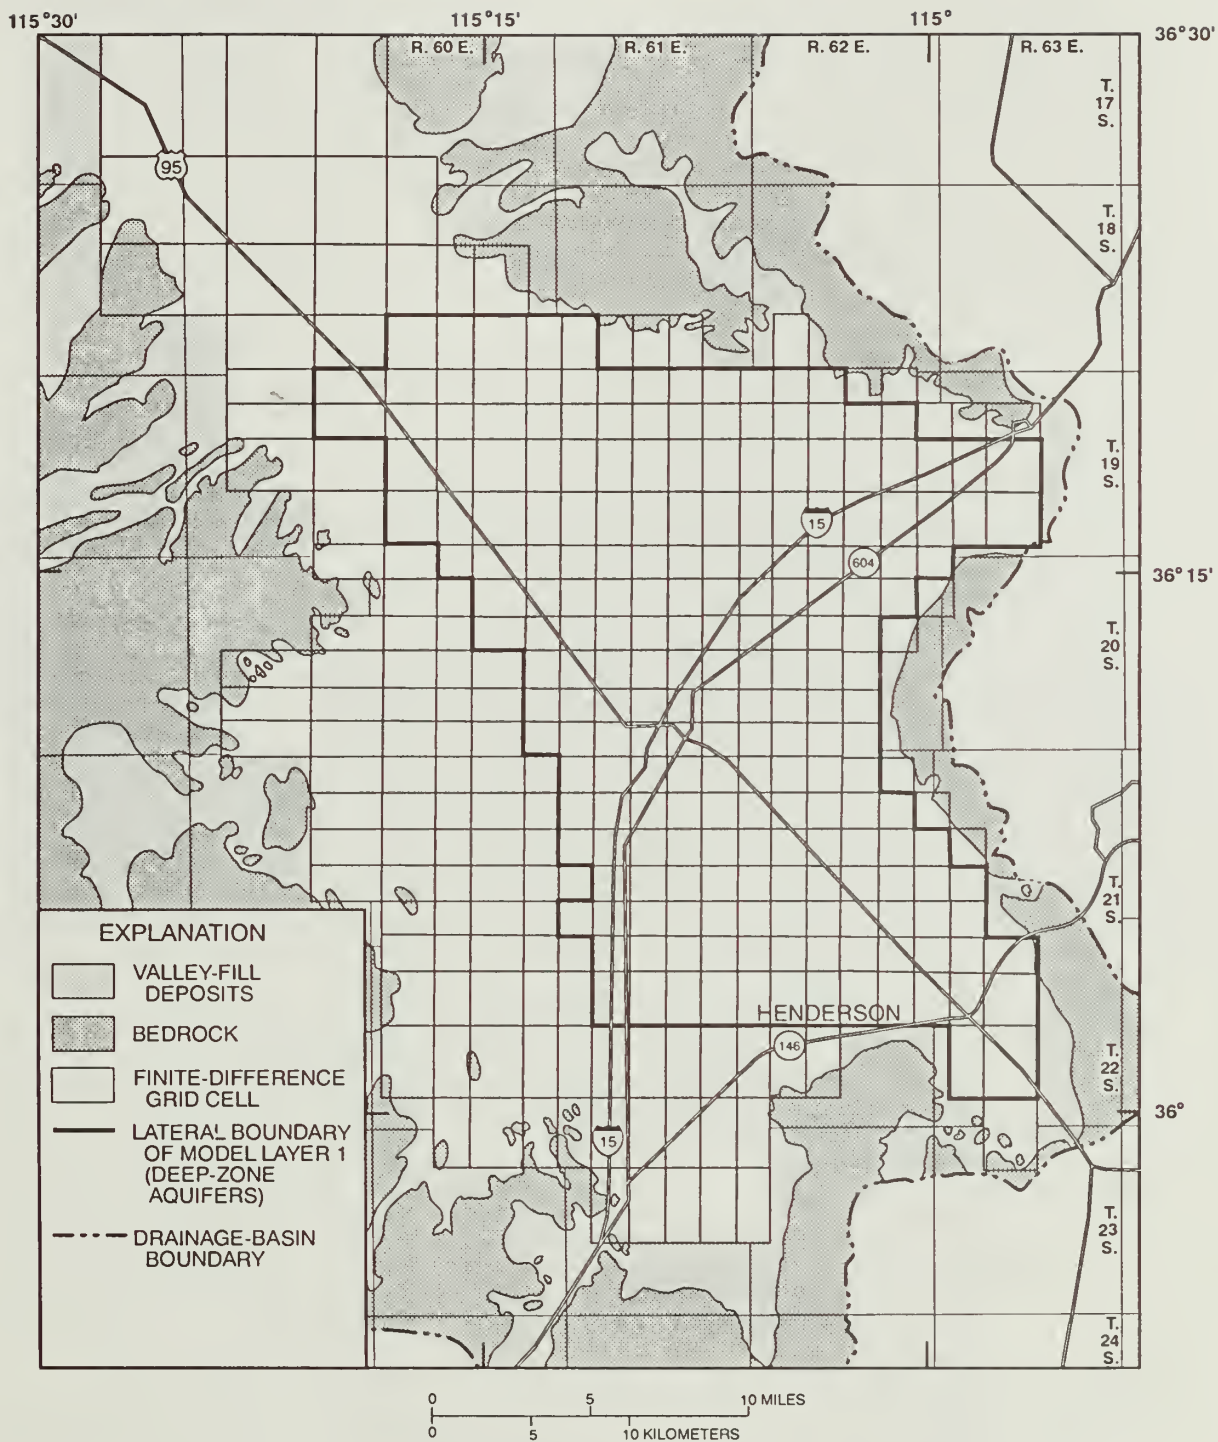 115°30' 115°15' 115°
36°30'
R. 60 E. R. 61 E. R. 62 E. R. 63 E.
T.
17
S.
95
T.
18
S.
T.
19
S.
15
604
36°15'
T.
20
S.
T.
21
S.
EXPLANATION
VALLEY-FILL
DEPOSITS
BEDROCK
FINITE-DIFFERENCE
GRID CELL
LATERAL BOUNDARY
OF MODEL LAYER 1
(DEEP-ZONE
AQUIFERS)
DRAINAGE-BASIN
BOUNDARY
HENDERSON
146
T.
22
S.
36°
15
T.
23
S.
T.
24
S.
0 5 10 MILES
0 5 10 KILOMETERS